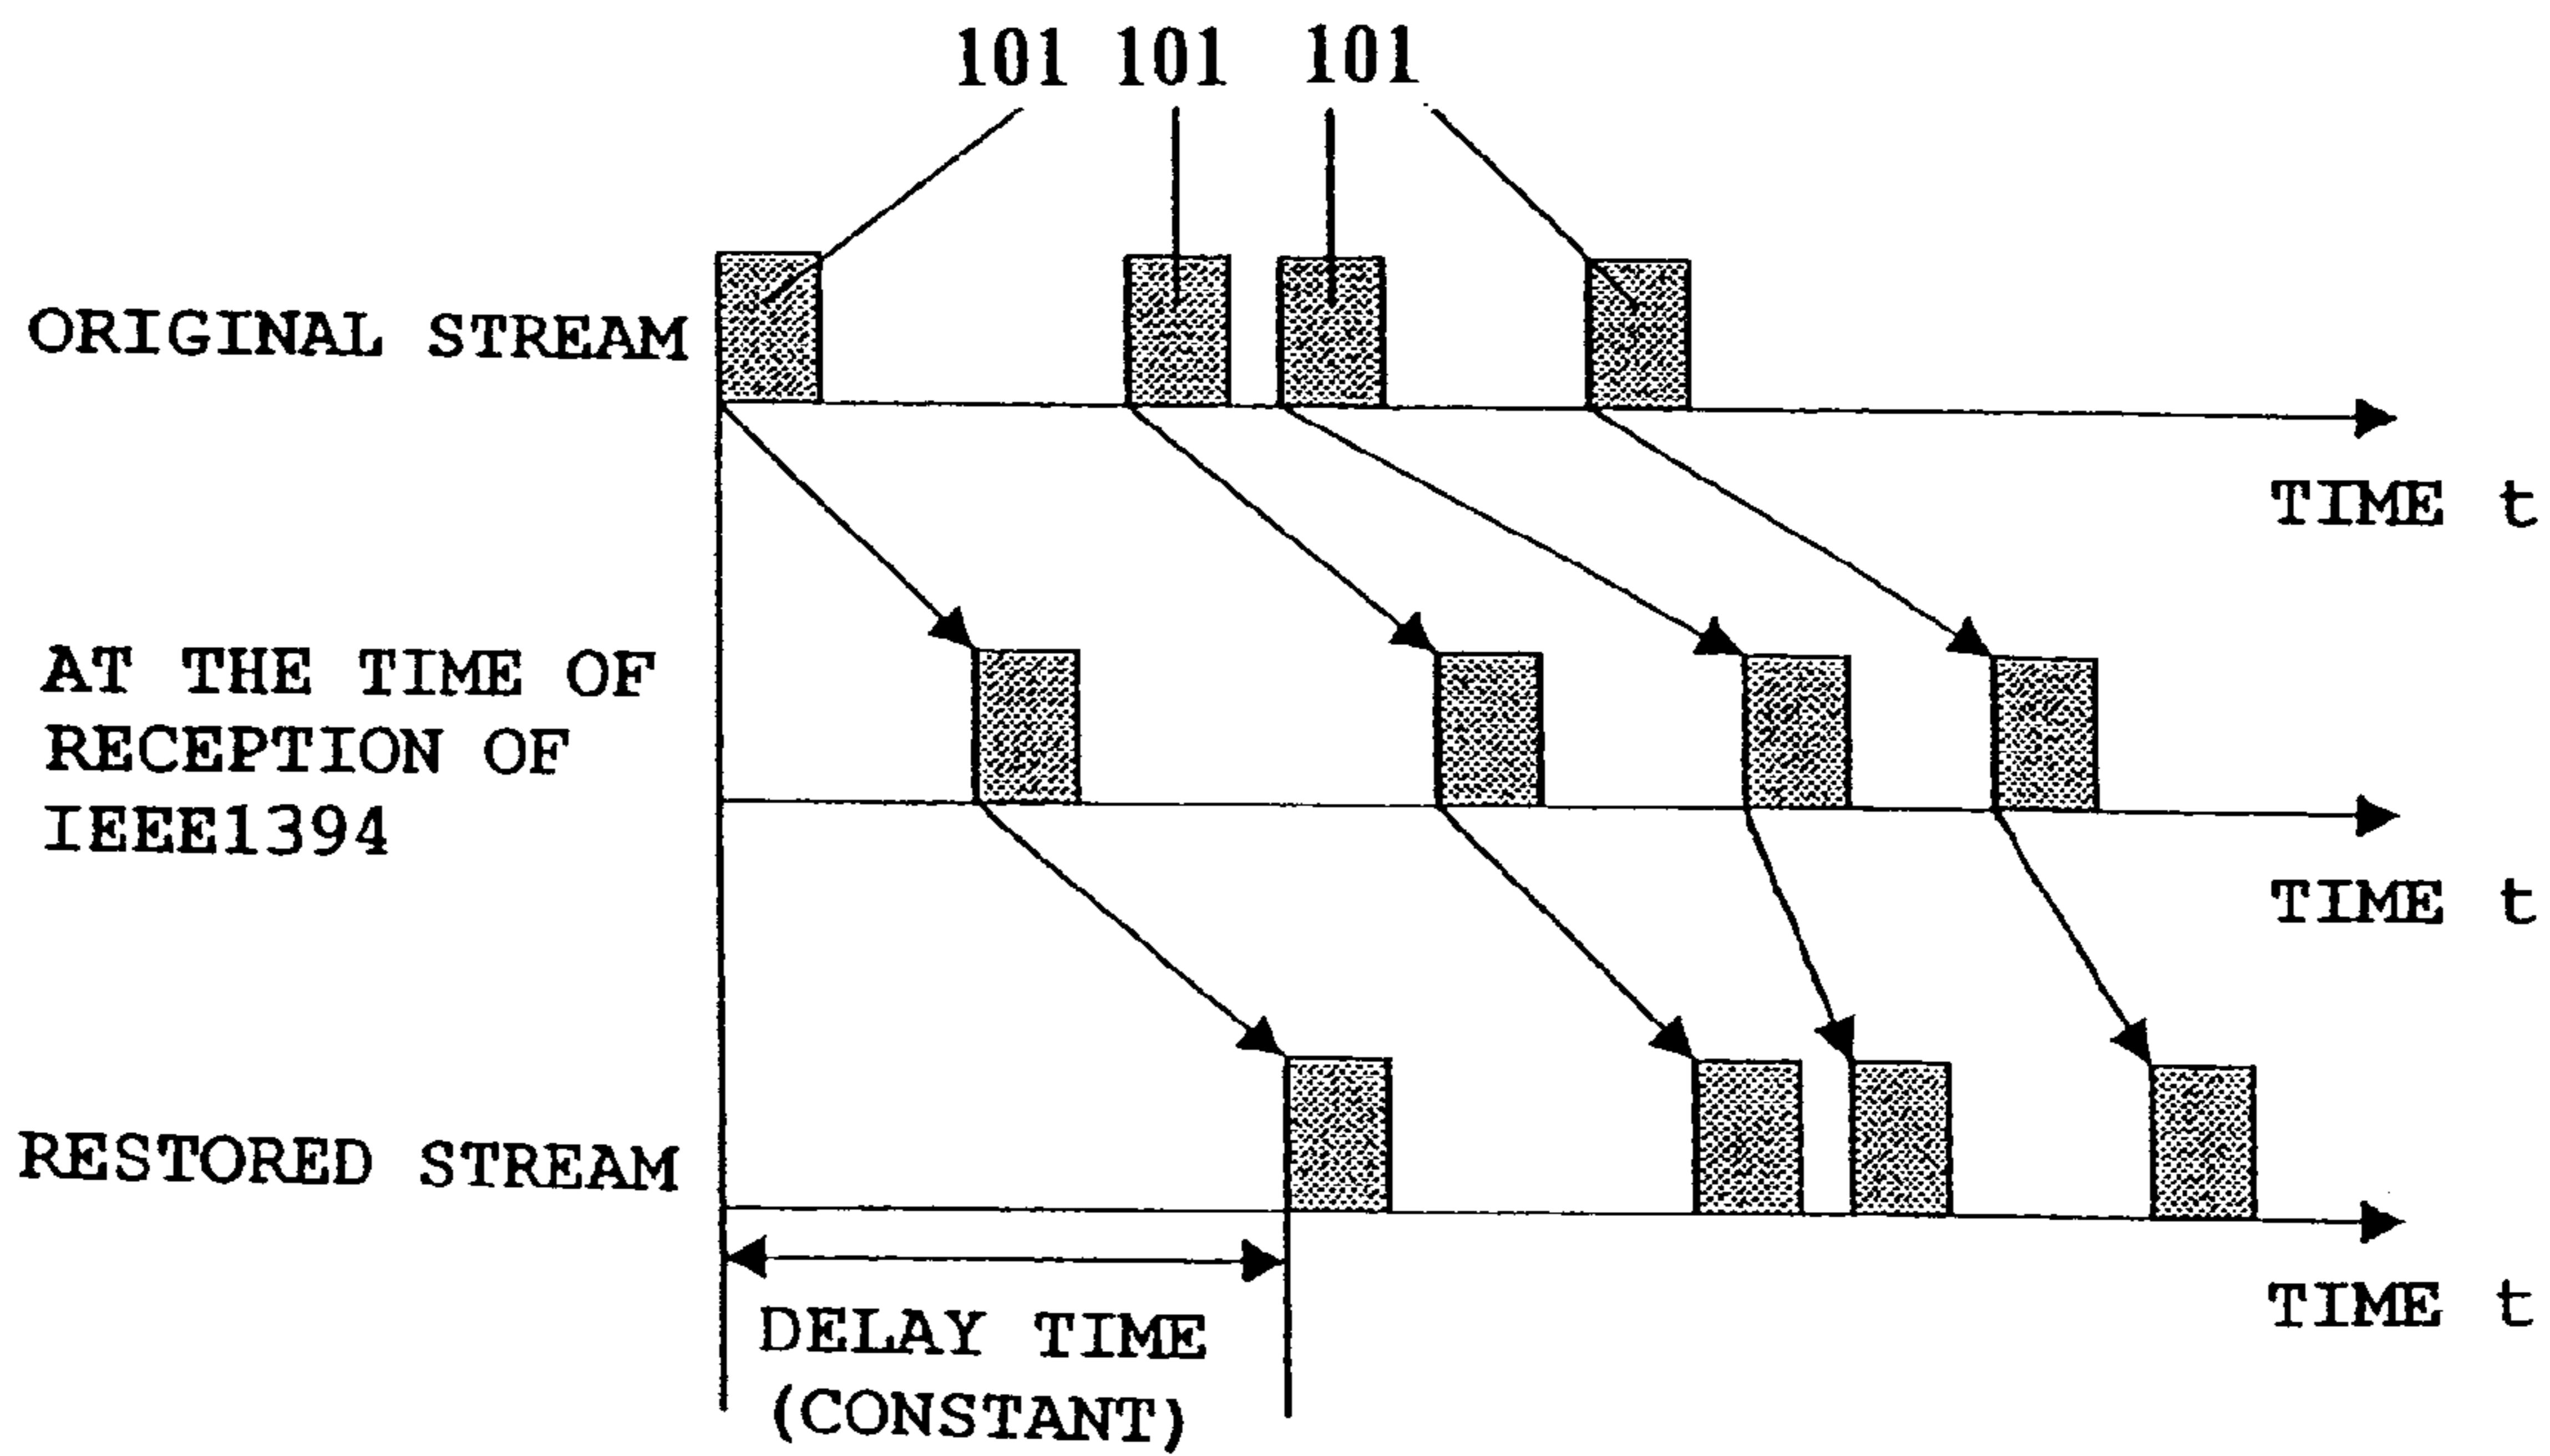 101 101 101
ORIGINAL STREAM
TIME t
AT THE TIME OF
RECEPTION OF
IEEE1394
TIME t
RESTORED STREAM
TIME t
DELAY TIME
(CONSTANT)